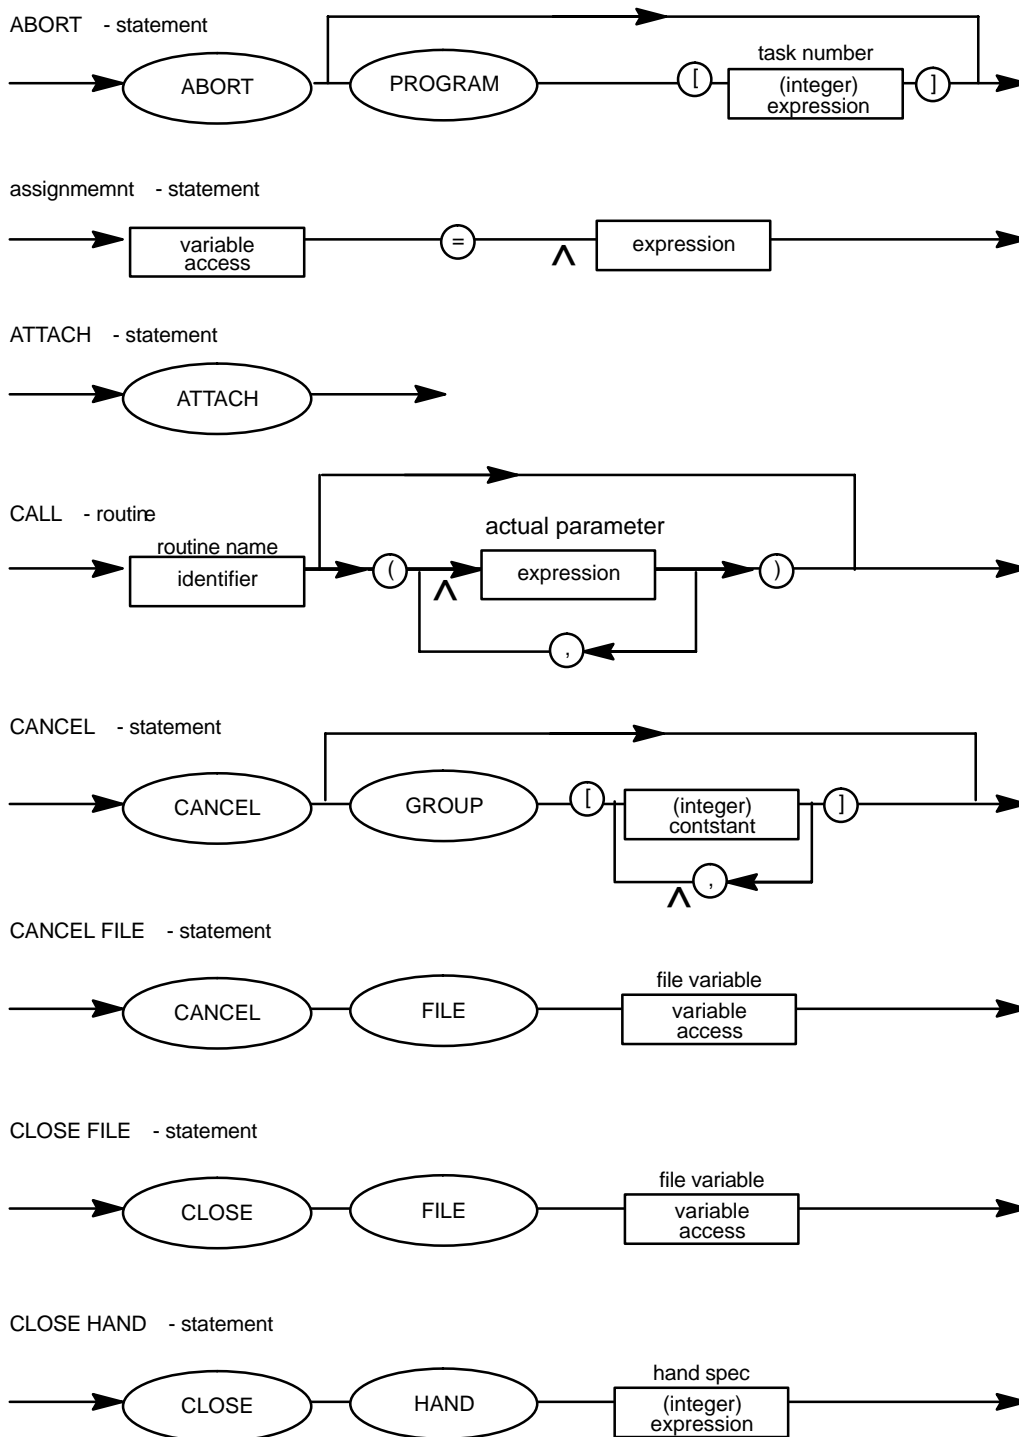 ABORT - statement
task number
ABORT PROGRAM [ (integer) expression ]
assignmemnt - statement
variable access = ^ expression
ATTACH - statement
ATTACH
CALL - routine
routine name
actual parameter
identifier ( ^ expression )
,
CANCEL - statement
CANCEL GROUP [ (integer) contstant ]
^ ,
CANCEL FILE - statement
file variable
CANCEL FILE variable access
CLOSE FILE - statement
file variable
CLOSE FILE variable access
CLOSE HAND - statement
hand spec
CLOSE HAND (integer) expression